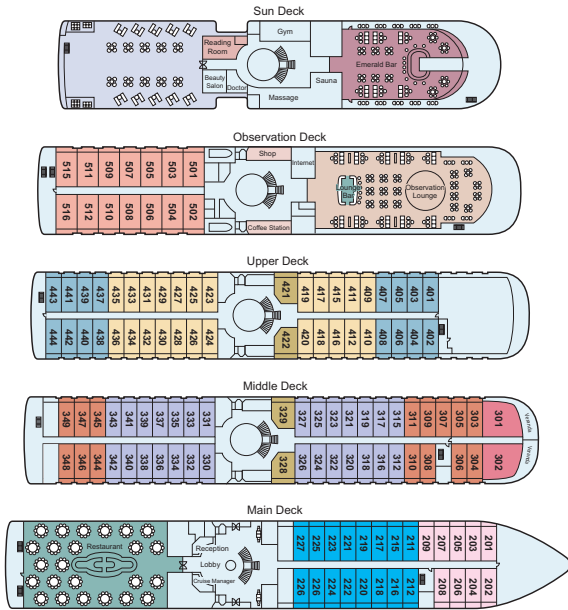 Sun Deck
Gym
Reading
Room
Emerald Bar
Beauty
Salon
Doctor
Sauna
Massage
Observation Deck
515 511 509 507 505 503 501
Shop
Internet
Lounge
Bar
Observation
Lounge
516 512 510 508 506 504 502
Coffee Station
Upper Deck
443 441 439 437 435 433 431 429 427 425 423
421 419 417 415 411 409 407 405 403 401
444 442 440 438 436 434 432 430 428 426 424
422 420 418 416 412 410 408 406 404 402
Middle Deck
349 347 345 343 341 339 337 335 333 331
329 327 325 323 321 319 317 315 311 309 307 305 303 301
Veranda
348 346 344 342 340 338 336 334 332 330
328 326 324 322 320 318 316 312 310 308 306 304 302
Veranda
Main Deck
Restaurant
Reception
Lobby
Cruise Manager
227 225 223 221 219 217 215 211 209 207 205 203 201
226 226 224 222 220 218 216 212 208 206 204 202